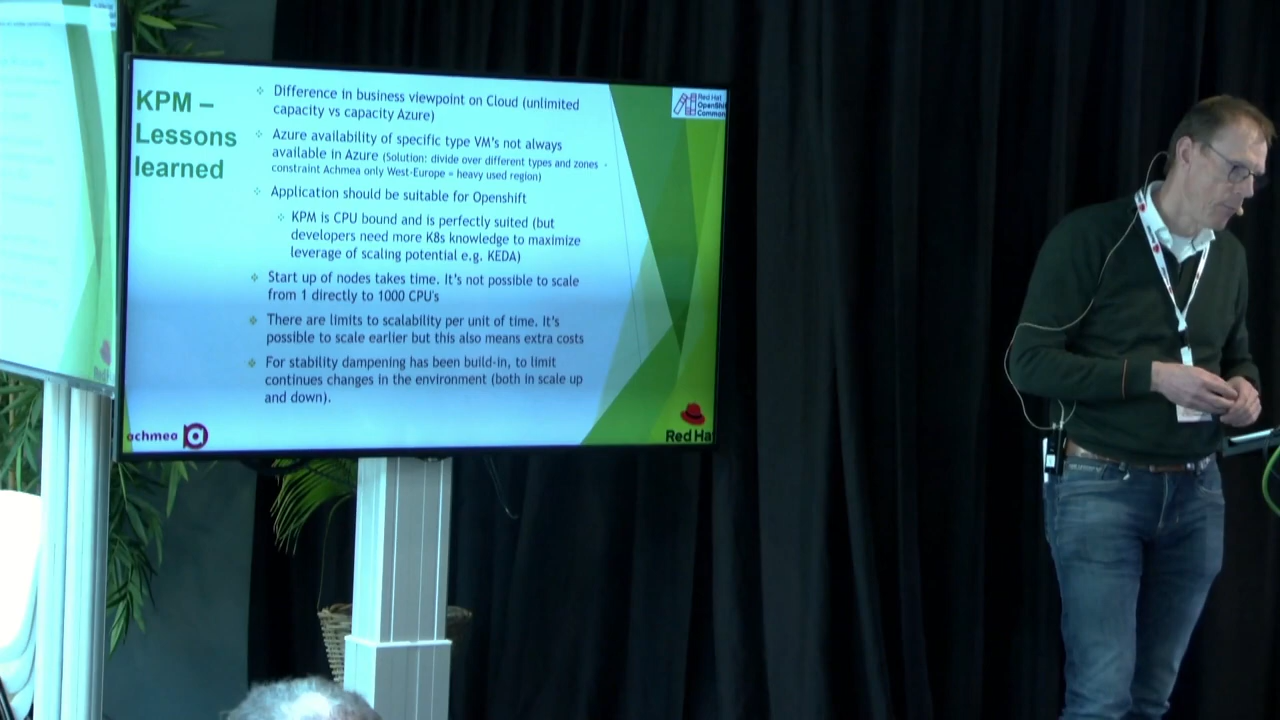 KPM –
Lessons
learned
Difference in business viewpoint on Cloud (unlimited
capacity vs capacity Azure)
Azure availability of specific type VM's not always
available in Azure (Solution: divide over different types and zones -
constraint Achmea only West-Europe = heavy used region)
Application should be suitable for Openshift
KPM is CPU bound and is perfectly suited (but
developers need more K8s knowledge to maximize
leverage of scaling potential e.g. KEDA)
Start up of nodes takes time. It's not possible to scale
from 1 directly to 1000 CPU's
There are limits to scalability per unit of time. It's
possible to scale earlier but this also means extra costs
For stability dampening has been build-in, to limit
continues changes in the environment (both in scale up
and down).
Red Hat
OpenShift
Commons
achmea
Red Ha